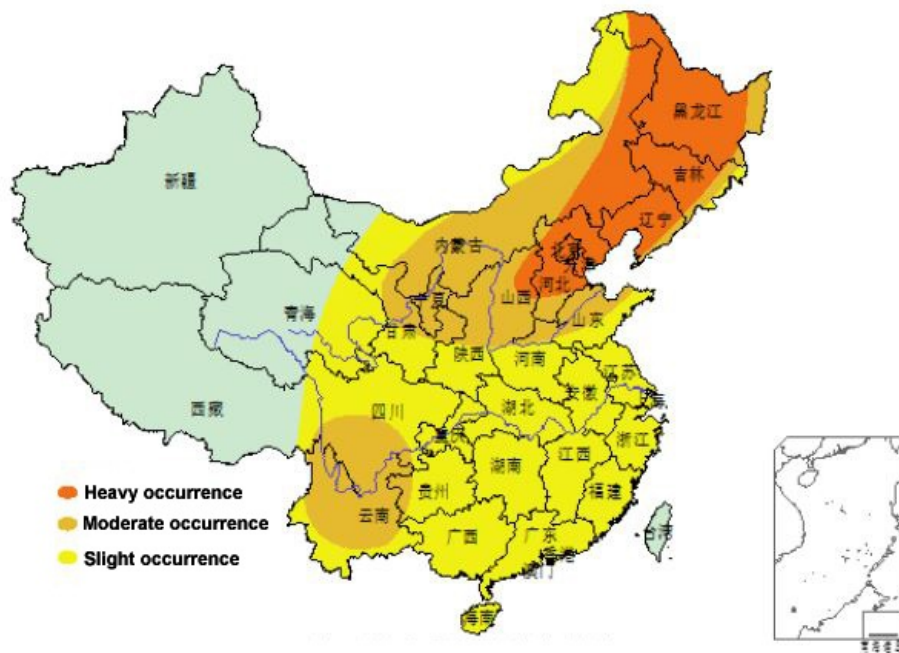 黑龙江
吉林
辽宁
新疆
内蒙古
北京
河北
山西
山东
青海
甘肃
陕西
河南
江苏
安徽
西藏
四川
湖北
重庆
浙江
湖南
江西
贵州
福建
云南
广西
广东
台湾
香港
澳门
海南
Heavy occurrence
Moderate occurrence
Slight occurrence